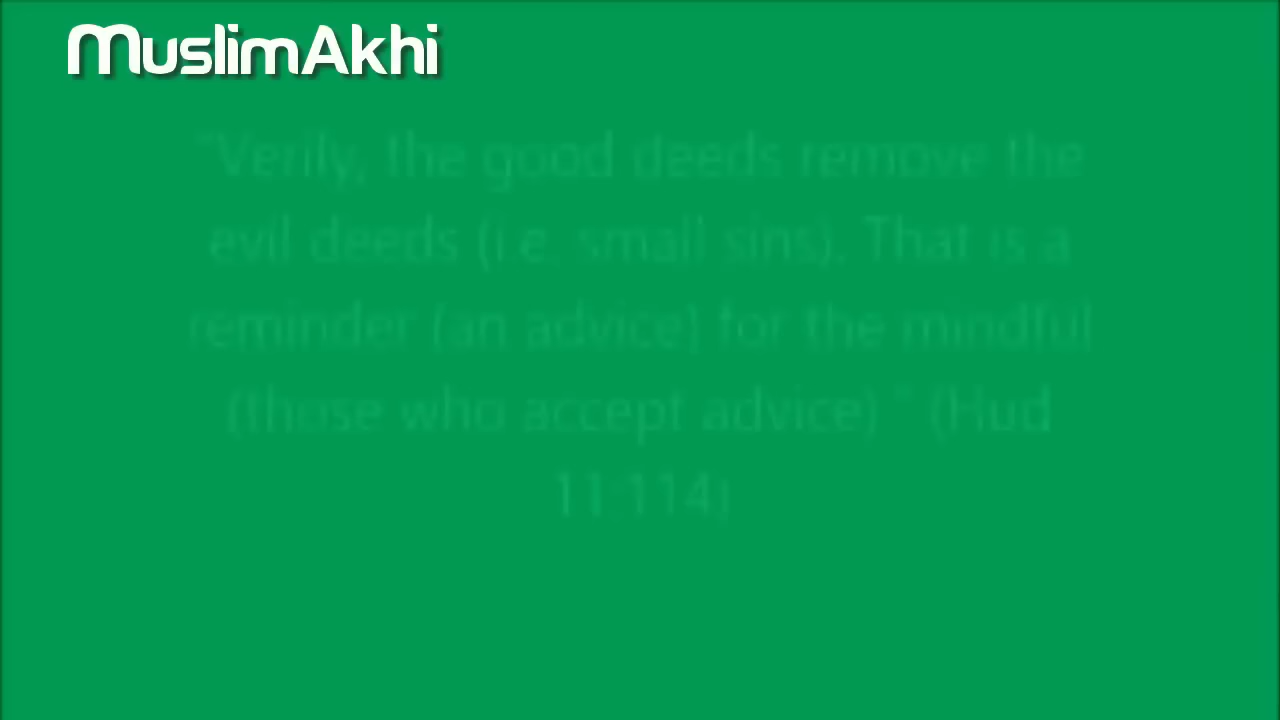 MuslimAkhi
"Verily, the good deeds remove the
evil deeds (i.e. small sins). That is a
reminder (an advice) for the mindful
(those who accept advice)." (Hud
11:114)